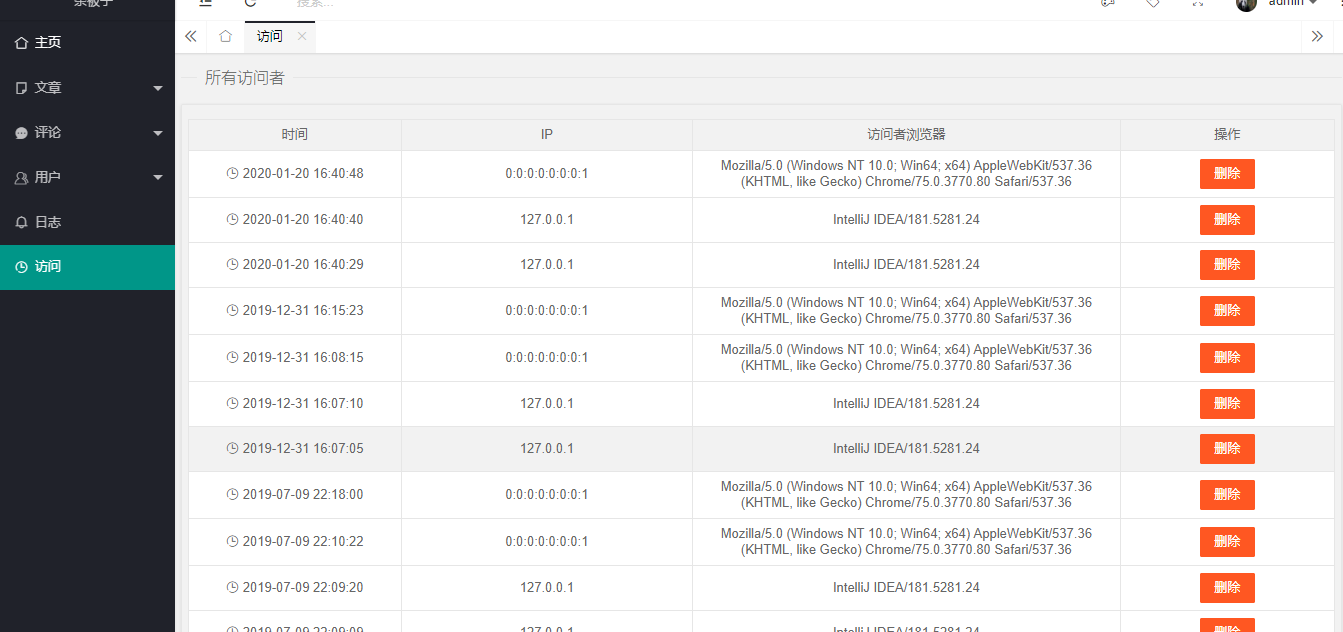 搜索...
admin
主页
文章
评论
用户
日志
访问
访问
所有访问者
时间 IP 访问者浏览器 操作
2020-01-20 16:40:48 0:0:0:0:0:0:0:1 Mozilla/5.0 (Windows NT 10.0; Win64; x64) AppleWebKit/537.36
(KHTML, like Gecko) Chrome/75.0.3770.80 Safari/537.36 删除
2020-01-20 16:40:40 127.0.0.1 IntelliJ IDEA/181.5281.24 删除
2020-01-20 16:40:29 127.0.0.1 IntelliJ IDEA/181.5281.24 删除
2019-12-31 16:15:23 0:0:0:0:0:0:0:1 Mozilla/5.0 (Windows NT 10.0; Win64; x64) AppleWebKit/537.36
(KHTML, like Gecko) Chrome/75.0.3770.80 Safari/537.36 删除
2019-12-31 16:08:15 0:0:0:0:0:0:0:1 Mozilla/5.0 (Windows NT 10.0; Win64; x64) AppleWebKit/537.36
(KHTML, like Gecko) Chrome/75.0.3770.80 Safari/537.36 删除
2019-12-31 16:07:10 127.0.0.1 IntelliJ IDEA/181.5281.24 删除
2019-12-31 16:07:05 127.0.0.1 IntelliJ IDEA/181.5281.24 删除
2019-07-09 22:18:00 0:0:0:0:0:0:0:1 Mozilla/5.0 (Windows NT 10.0; Win64; x64) AppleWebKit/537.36
(KHTML, like Gecko) Chrome/75.0.3770.80 Safari/537.36 删除
2019-07-09 22:10:22 0:0:0:0:0:0:0:1 Mozilla/5.0 (Windows NT 10.0; Win64; x64) AppleWebKit/537.36
(KHTML, like Gecko) Chrome/75.0.3770.80 Safari/537.36 删除
2019-07-09 22:09:20 127.0.0.1 IntelliJ IDEA/181.5281.24 删除
2019-07-09 22:09:09 127.0.0.1 IntelliJ IDEA/181.5281.24 删除